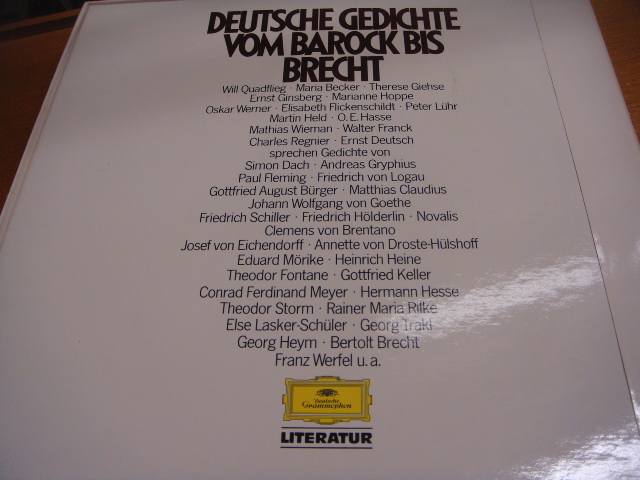 DEUTSCHE GEDICHTE
VOM BAROCK BIS
BRECHT
Will Quadflieg · Maria Becker · Therese Giehse
Ernst Ginsberg · Marianne Hoppe
Oskar Werner · Elisabeth Flickenschildt · Peter Lühr
Martin Held · O. E. Hasse
Mathias Wieman · Walter Franck
Charles Regnier · Ernst Deutsch
sprechen Gedichte von
Simon Dach · Andreas Gryphius
Paul Fleming · Friedrich von Logau
Gottfried August Bürger · Matthias Claudius
Johann Wolfgang von Goethe
Friedrich Schiller · Friedrich Hölderlin · Novalis
Clemens von Brentano
Josef von Eichendorff · Annette von Droste-Hülshoff
Eduard Mörike · Heinrich Heine
Theodor Fontane · Gottfried Keller
Conrad Ferdinand Meyer · Hermann Hesse
Theodor Storm · Rainer Maria Rilke
Else Lasker-Schüler · Georg Trakl
Georg Heym · Bertolt Brecht
Franz Werfel u. a.
Deutsche
Grammophon
LITERATUR